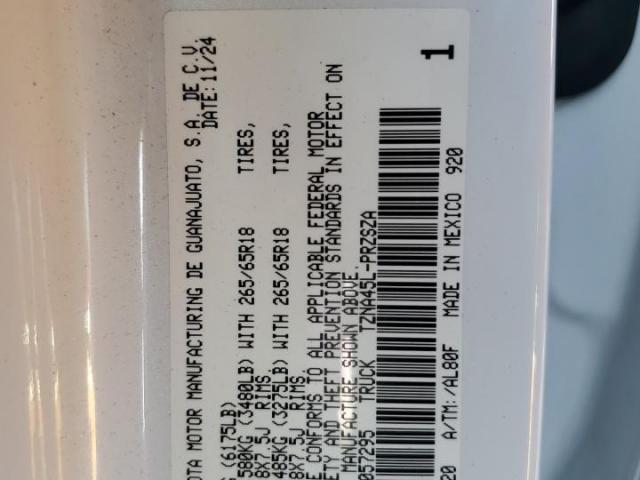 OTA MOTOR MANUFACTURING DE GUANAJUATO, S.A. DE C.V.
DATE: 11/24
(6175LB)
580KG (3480LB) WITH 265/65R18 TIRES,
8X7.5J RIMS
485KG (3275LB) WITH 265/65R18 TIRES,
8X7.5J RIMS
E CONFORMS TO ALL APPLICABLE FEDERAL MOTOR
ETY AND THEFT PREVENTION STANDARDS IN EFFECT ON
MANUFACTURE SHOWN ABOVE.
057295 TRUCK TZNA45L-PRZSZA
20 A/TM:/AL80F MADE IN MEXICO 920
1